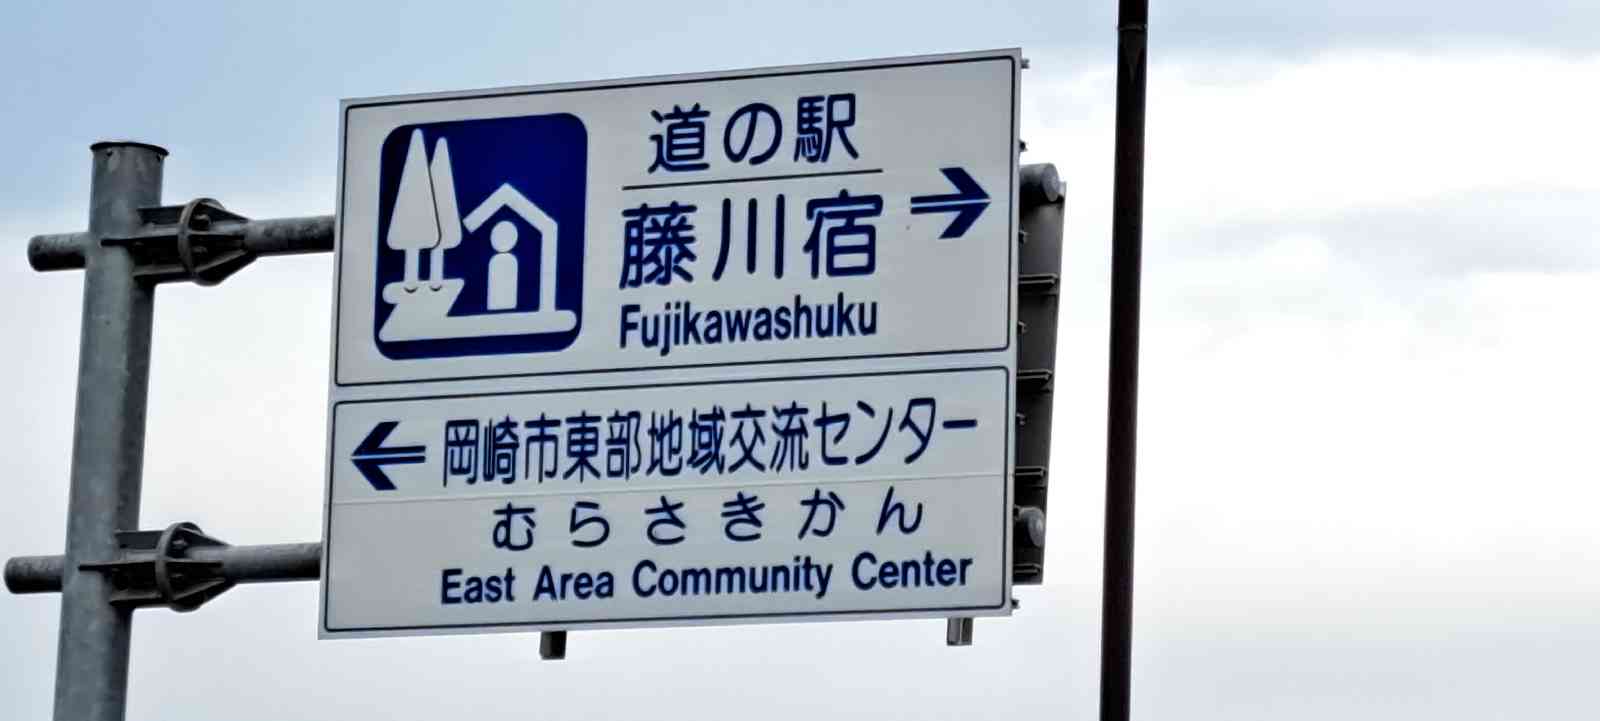 道の駅
藤川宿
Fujikawashuku
岡崎市東部地域交流センター
むらさきかん
East Area Community Center